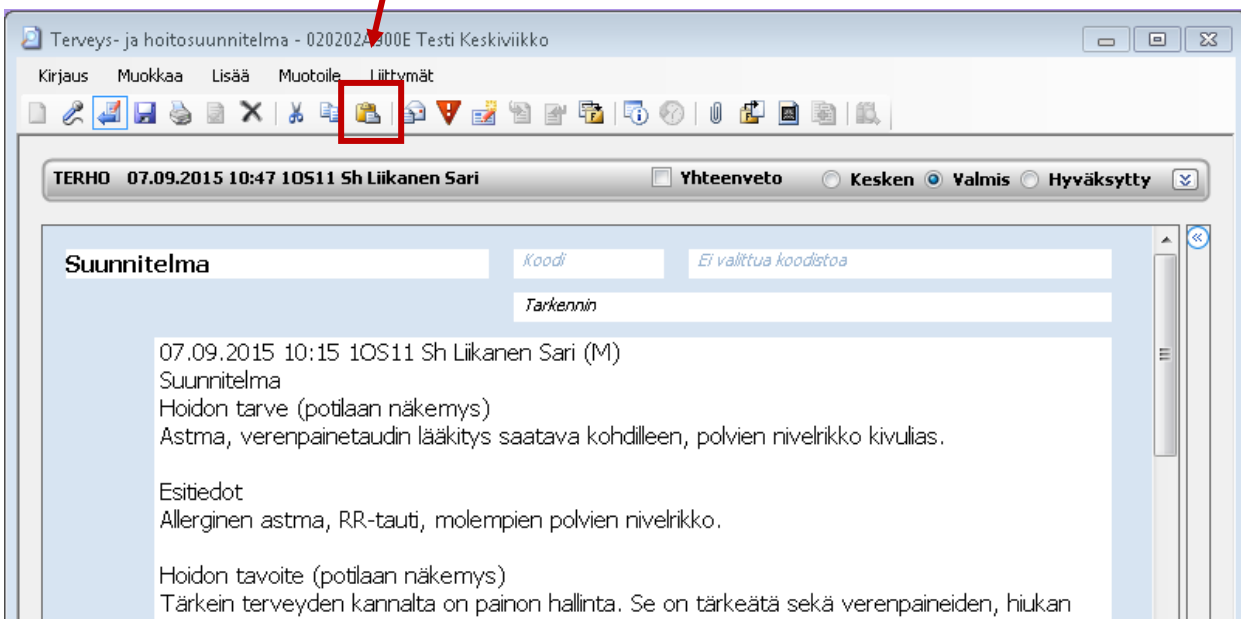 Terveys- ja hoitosuunnitelma - 020202A900E Testi Keskiviikko
Kirjaus Muokkaa Lisää Muotoile Liittymät
TERHO 07.09.2015 10:47 1OS11 Sh Liikanen Sari Yhteenveto Kesken Valmis Hyväksytty
Suunnitelma Koodi Ei valittua koodistoa
Tarkennin
07.09.2015 10:15 1OS11 Sh Liikanen Sari (M)
Suunnitelma
Hoidon tarve (potilaan näkemys)
Astma, verenpainetaudin lääkitys saatava kohdilleen, polvien nivelrikko kivulias.
Esitiedot
Allerginen astma, RR-tauti, molempien polvien nivelrikko.
Hoidon tavoite (potilaan näkemys)
Tärkein terveyden kannalta on painon hallinta. Se on tärkeätä sekä verenpaineiden, hiukan